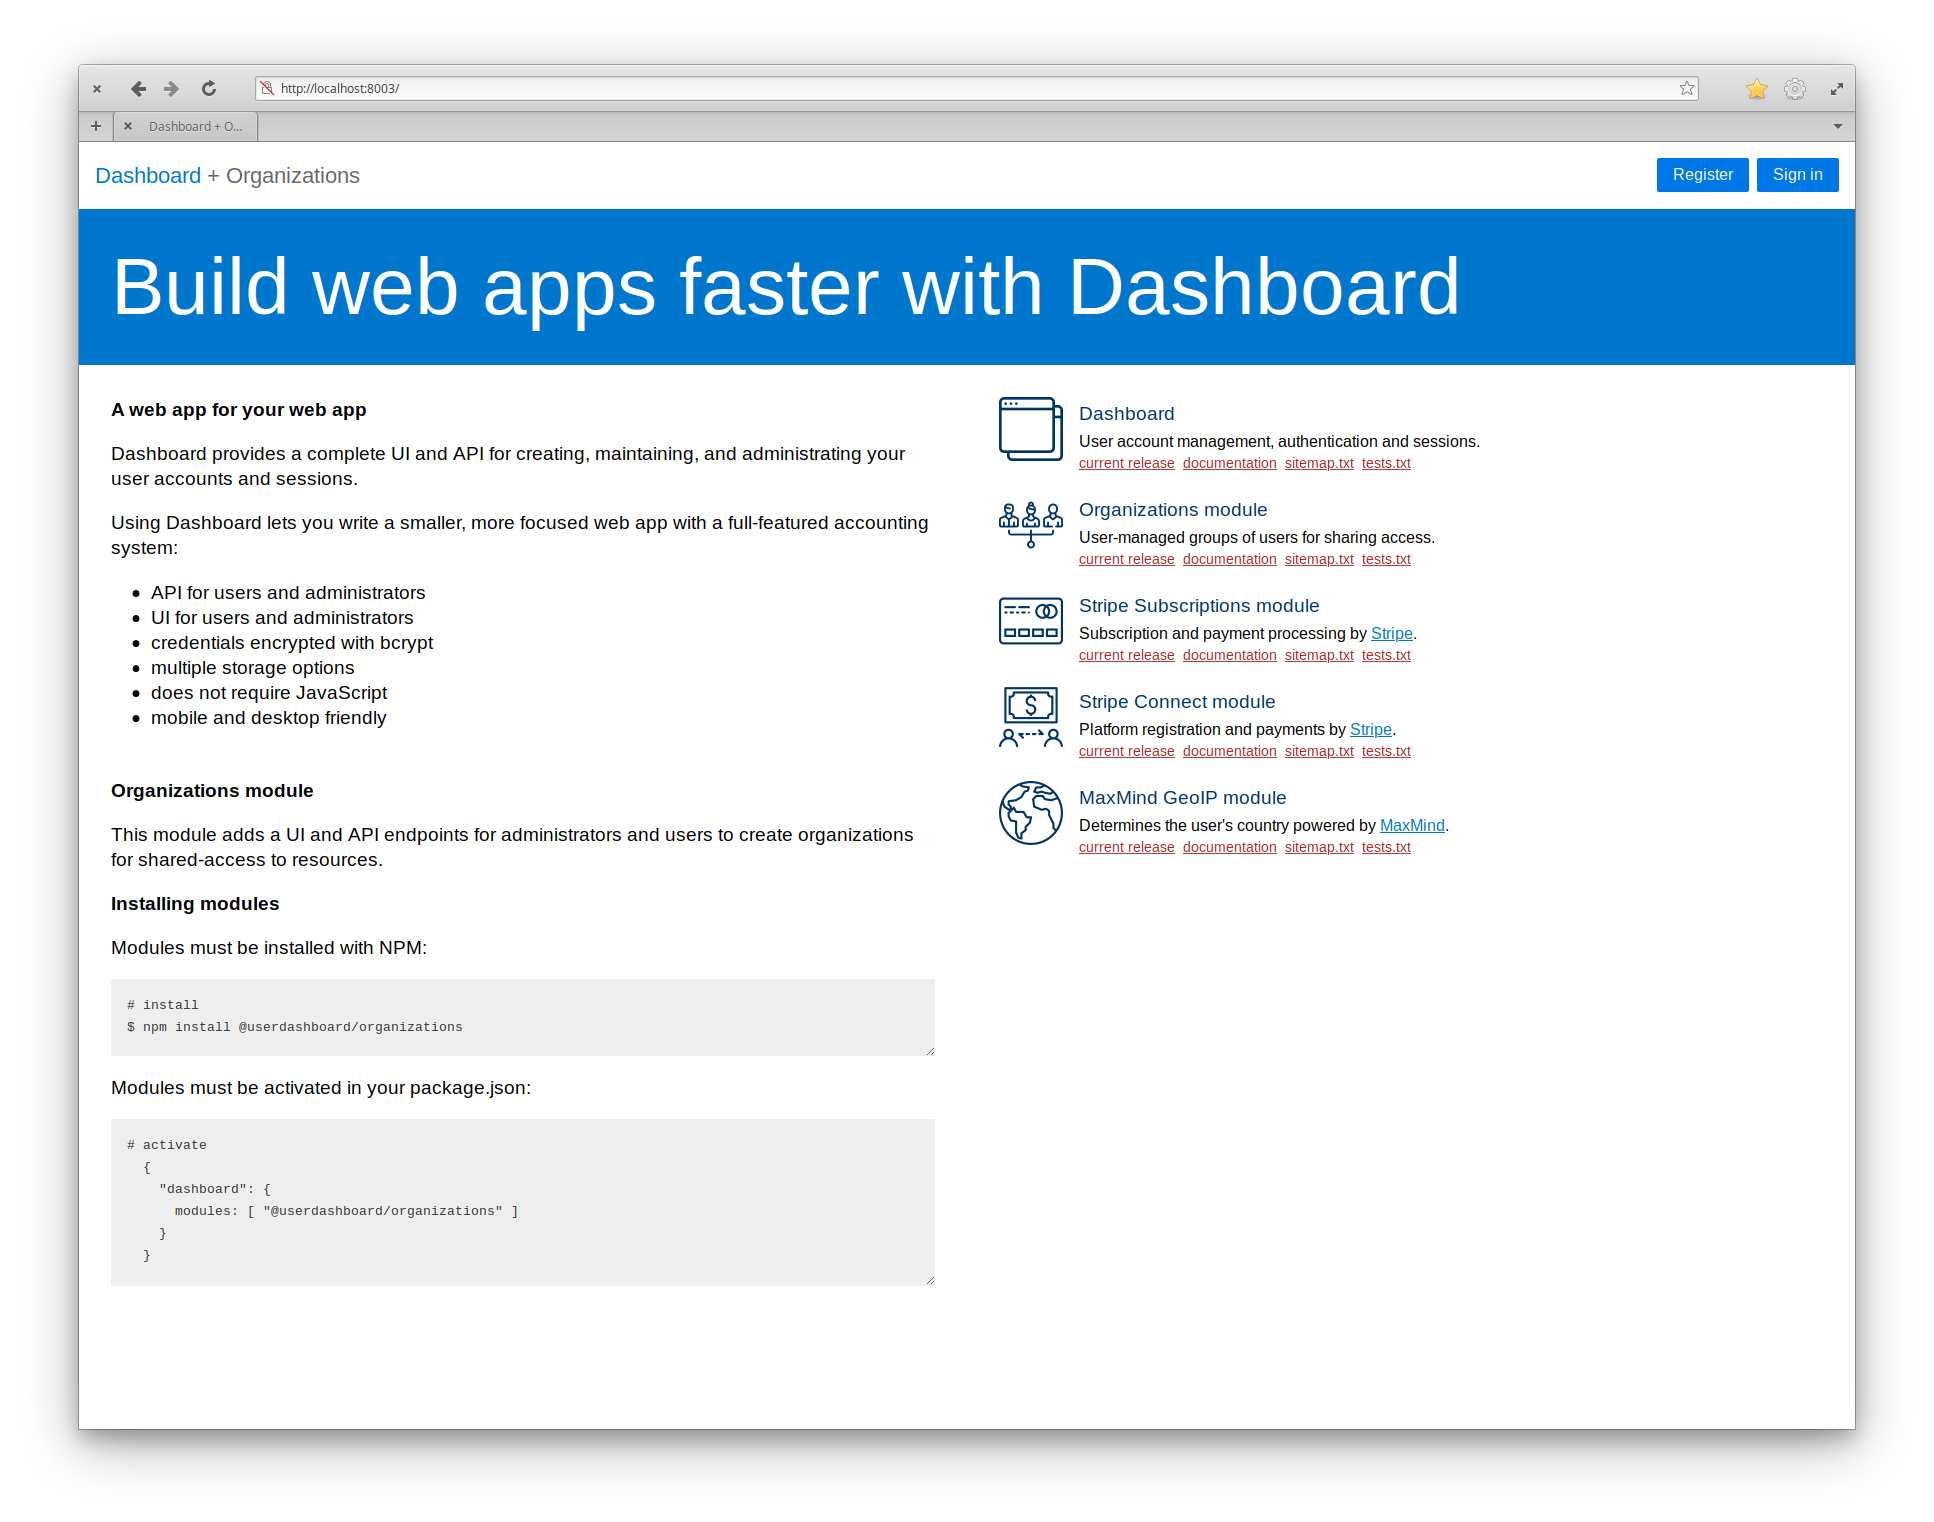 http://localhost:8003/
Dashboard + O...
Dashboard + Organizations
Register
Sign in
Build web apps faster with Dashboard
A web app for your web app
Dashboard provides a complete UI and API for creating, maintaining, and administrating your
user accounts and sessions.
Using Dashboard lets you write a smaller, more focused web app with a full-featured accounting
system:
• API for users and administrators
• UI for users and administrators
• credentials encrypted with bcrypt
• multiple storage options
• does not require JavaScript
• mobile and desktop friendly
Organizations module
This module adds a UI and API endpoints for administrators and users to create organizations
for shared-access to resources.
Installing modules
Modules must be installed with NPM:
# install
$ npm install @userdashboard/organizations
Modules must be activated in your package.json:
# activate
{
"dashboard": {
modules: [ "@userdashboard/organizations" ]
}
}
Dashboard
User account management, authentication and sessions.
current release documentation sitemap.txt tests.txt
Organizations module
User-managed groups of users for sharing access.
current release documentation sitemap.txt tests.txt
Stripe Subscriptions module
Subscription and payment processing by Stripe.
current release documentation sitemap.txt tests.txt
Stripe Connect module
Platform registration and payments by Stripe.
current release documentation sitemap.txt tests.txt
MaxMind GeoIP module
Determines the user's country powered by MaxMind.
current release documentation sitemap.txt tests.txt